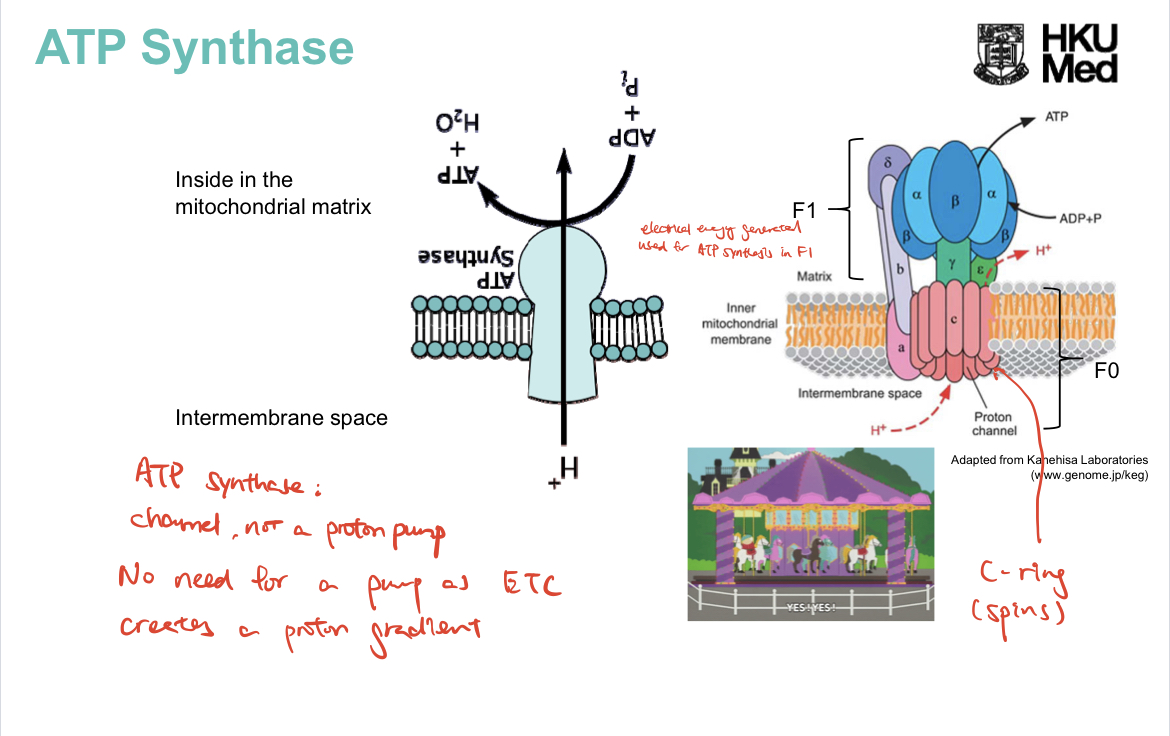 ATP Synthase
HKU
Med
Inside in the
mitochondrial matrix
Intermembrane space
H₂O
+
ATP
Pi
+
ADP
ATP
Synthase
H+
electrical energy generated
used for ATP synthesis in F1
F1
ATP
ADP+P
H+
δ
α
β
α
β
β
b
γ
ε
c
a
Matrix
Inner
mitochondrial
membrane
Intermembrane space
H+
Proton
channel
F0
Adapted from Kanehisa Laboratories
(www.genome.jp/keg)
YES! YES!
ATP synthase:
channel, not a proton pump
No need for a pump as ETC
creates a proton gradient
C-ring
(spins)